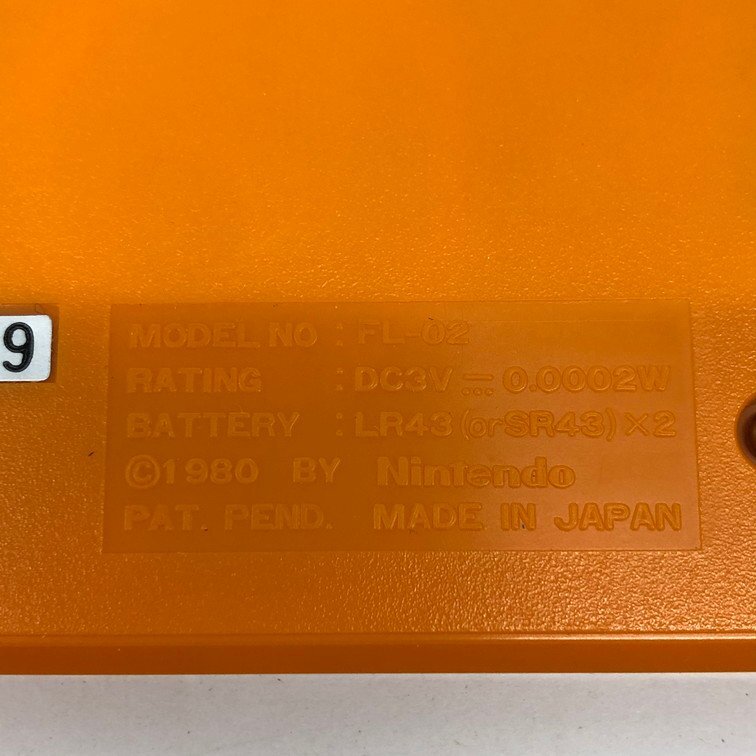 9
MODEL NO : FL-02
RATING : DC3V ⎓ 0.0002W
BATTERY : LR43 (or SR43) ×2
©1980 BY Nintendo
PAT. PEND. MADE IN JAPAN